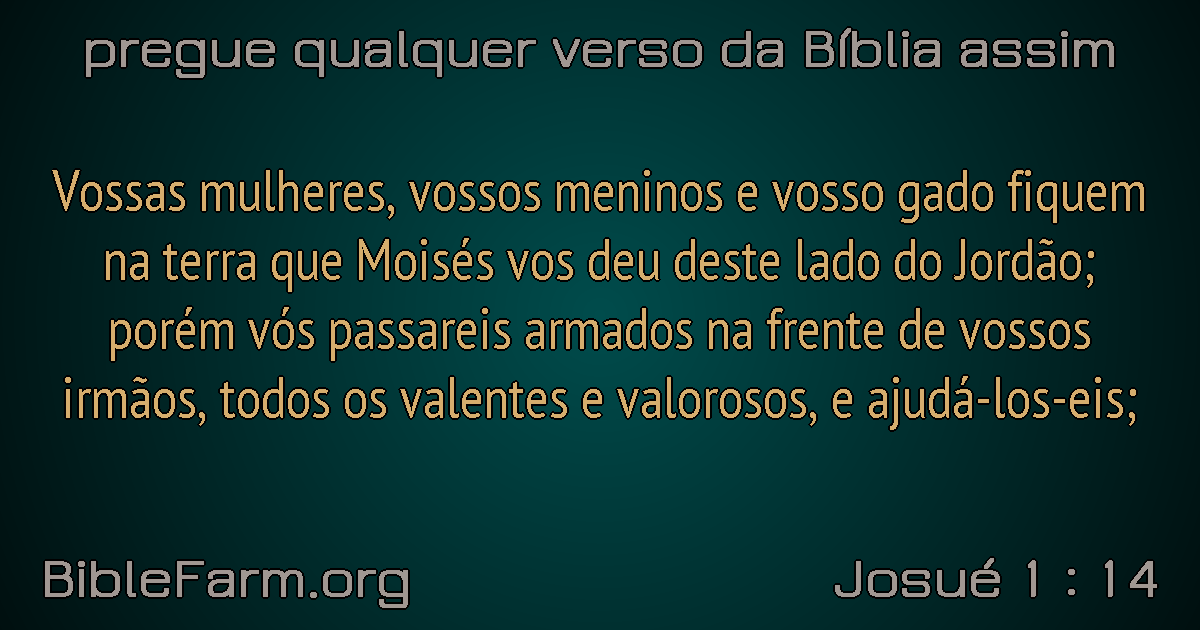 pregue qualquer verso da Bíblia assim
Vossas mulheres, vossos meninos e vosso gado fiquem
na terra que Moisés vos deu deste lado do Jordão;
porém vós passareis armados na frente de vossos
irmãos, todos os valentes e valorosos, e ajudá-los-eis;
BibleFarm.org
Josué 1 : 14